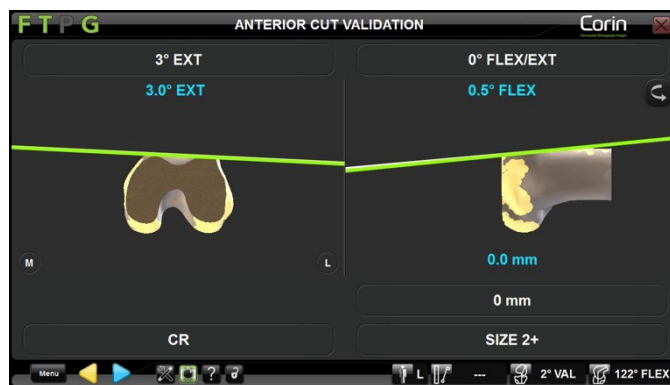 F T P G
ANTERIOR CUT VALIDATION
Corin
3° EXT
0° FLEX/EXT
3.0° EXT
0.5° FLEX
M
L
0.0 mm
0 mm
CR
SIZE 2+
Menu
?
L
---
2° VAL
122° FLEX